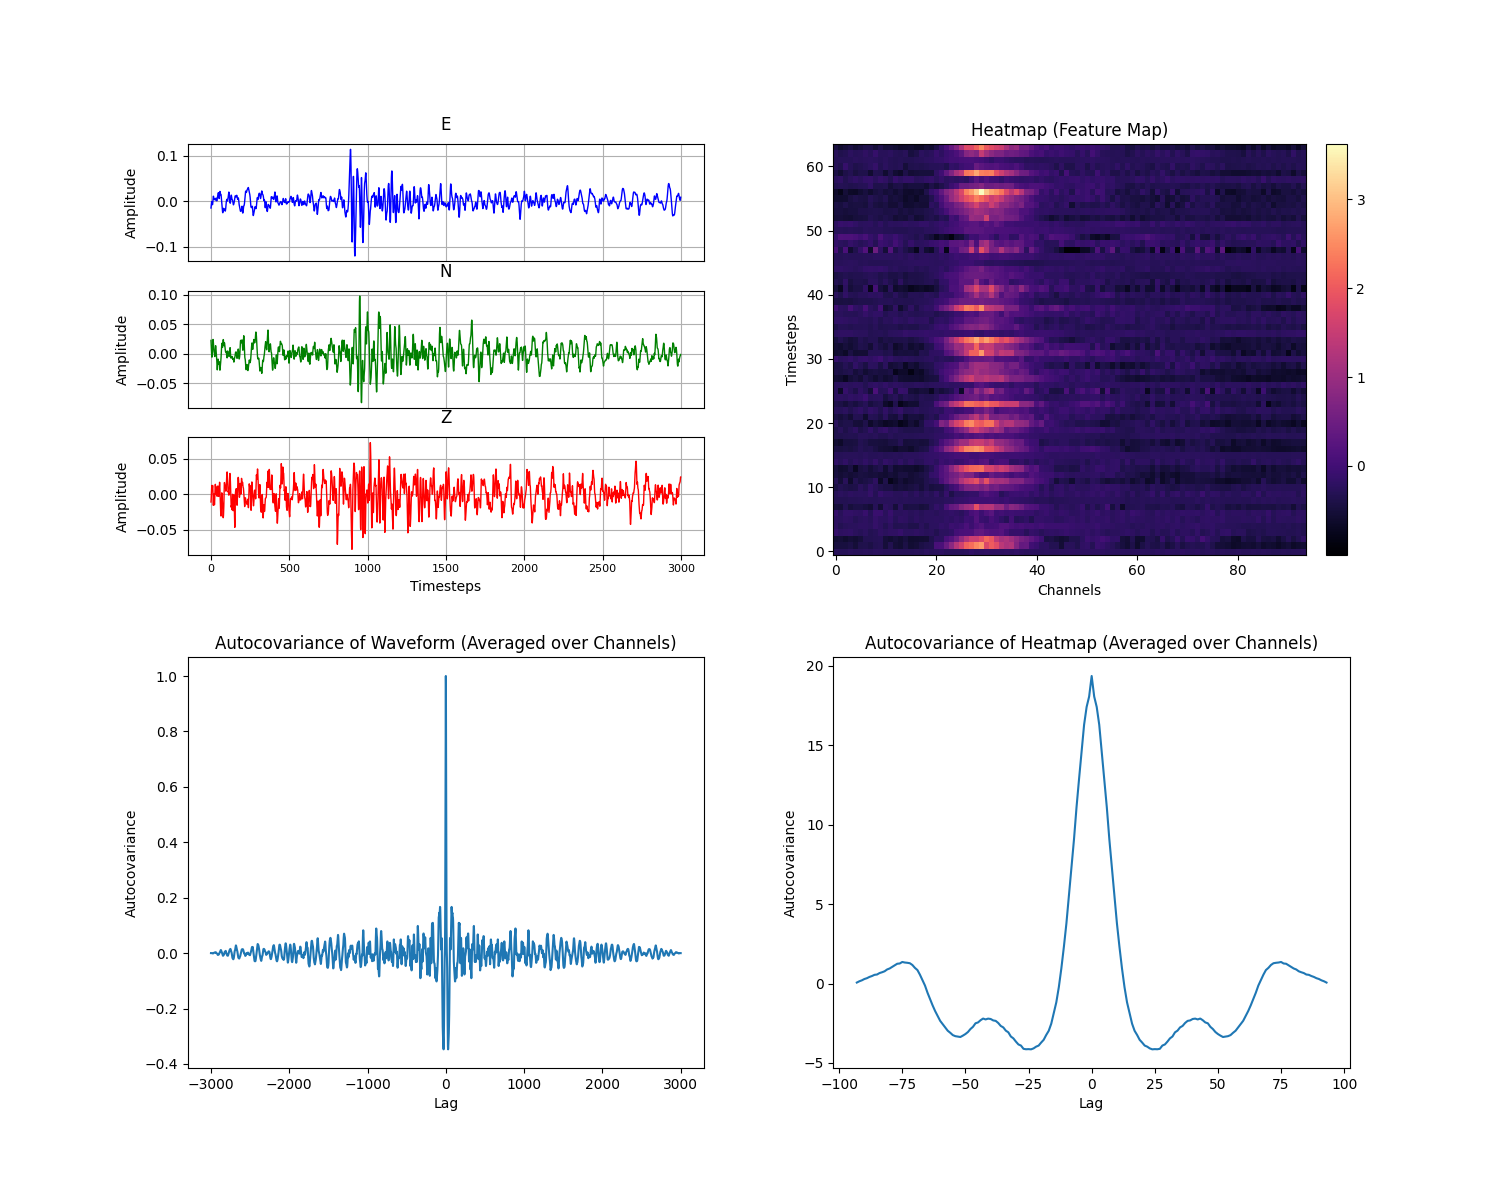 E
0.1
0.0
−0.1
Amplitude
N
0.10
0.05
0.00
−0.05
Amplitude
Z
0.05
0.00
−0.05
Amplitude
0 500 1000 1500 2000 2500 3000
Timesteps
Heatmap (Feature Map)
60
50
40
30
20
10
0
Timesteps
0 20 40 60 80
Channels
3
2
1
0
Autocovariance of Waveform (Averaged over Channels)
1.0
0.8
0.6
0.4
0.2
0.0
−0.2
−0.4
Autocovariance
−3000 −2000 −1000 0 1000 2000 3000
Lag
Autocovariance of Heatmap (Averaged over Channels)
20
15
10
5
0
−5
Autocovariance
−100 −75 −50 −25 0 25 50 75 100
Lag